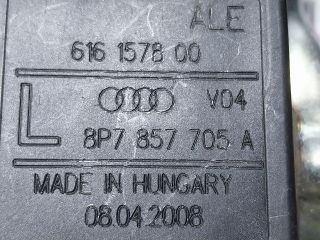 ALE
616 1578 00
V04
L 8P7 857 705 A
MADE IN HUNGARY
08.04.2008